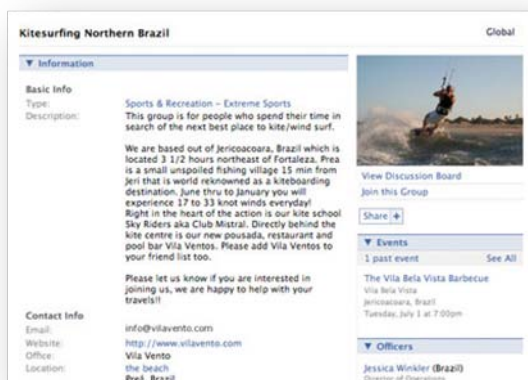 Kitesurfing Northern Brazil
Global
Information
Basic Info
Type: Sports & Recreation - Extreme Sports
Description: This group is for people who spend their time in
search of the next best place to kite/wind surf.
We are based out of Jericoacoara, Brazil which is
located 3 1/2 hours northeast of Fortaleza. Prea
is a small unspoiled fishing village 15 min from
Jeri that is world reknowned as a kiteboarding
destination. June thru to January you will
experience 17 to 33 knot winds everyday!
Right in the heart of the action is our kite school
Sky Riders aka Club Mistral. Directly behind the
kite centre is our new pousada, restaurant and
pool bar Vila Ventos. Please add Vila Ventos to
your friend list too.
Please let us know if you are interested in
joining us, we are happy to help with your
travels!!
Contact Info
Email: info@vilavento.com
Website: http://www.vilavento.com
Office: Vila Vento
Location: the beach
Preá, Brazil
View Discussion Board
Join this Group
Share +
Events
1 past event See All
The Vila Bela Vista Barbecue
Vila Bela Vista
Jericoacoara, Brazil
Tuesday, July 1 at 7:00pm
Officers
Jessica Winkler (Brazil)
Director of Operations